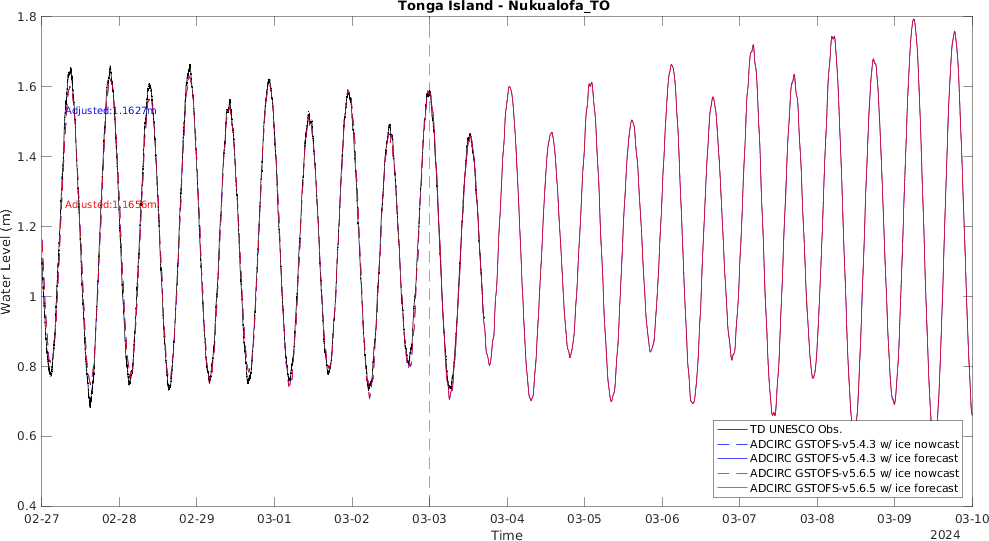 Tonga Island - Nukualofa_TO
1.8
1.6
1.4
1.2
1
0.8
0.6
0.4
Water Level (m)
Adjusted:1.1627m
Adjusted:1.1656m
TD UNESCO Obs.
ADCIRC GSTOFS-v5.4.3 w/ ice nowcast
ADCIRC GSTOFS-v5.4.3 w/ ice forecast
ADCIRC GSTOFS-v5.6.5 w/ ice nowcast
ADCIRC GSTOFS-v5.6.5 w/ ice forecast
02-27 02-28 02-29 03-01 03-02 03-03 03-04 03-05 03-06 03-07 03-08 03-09 03-10
Time
2024